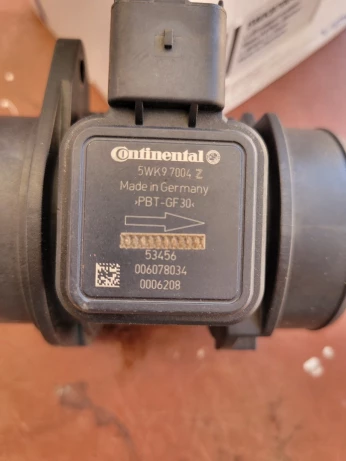 Continental
5WK9 7004 Z
Made in Germany
>PBT-GF30<
53456
006078034
0006208